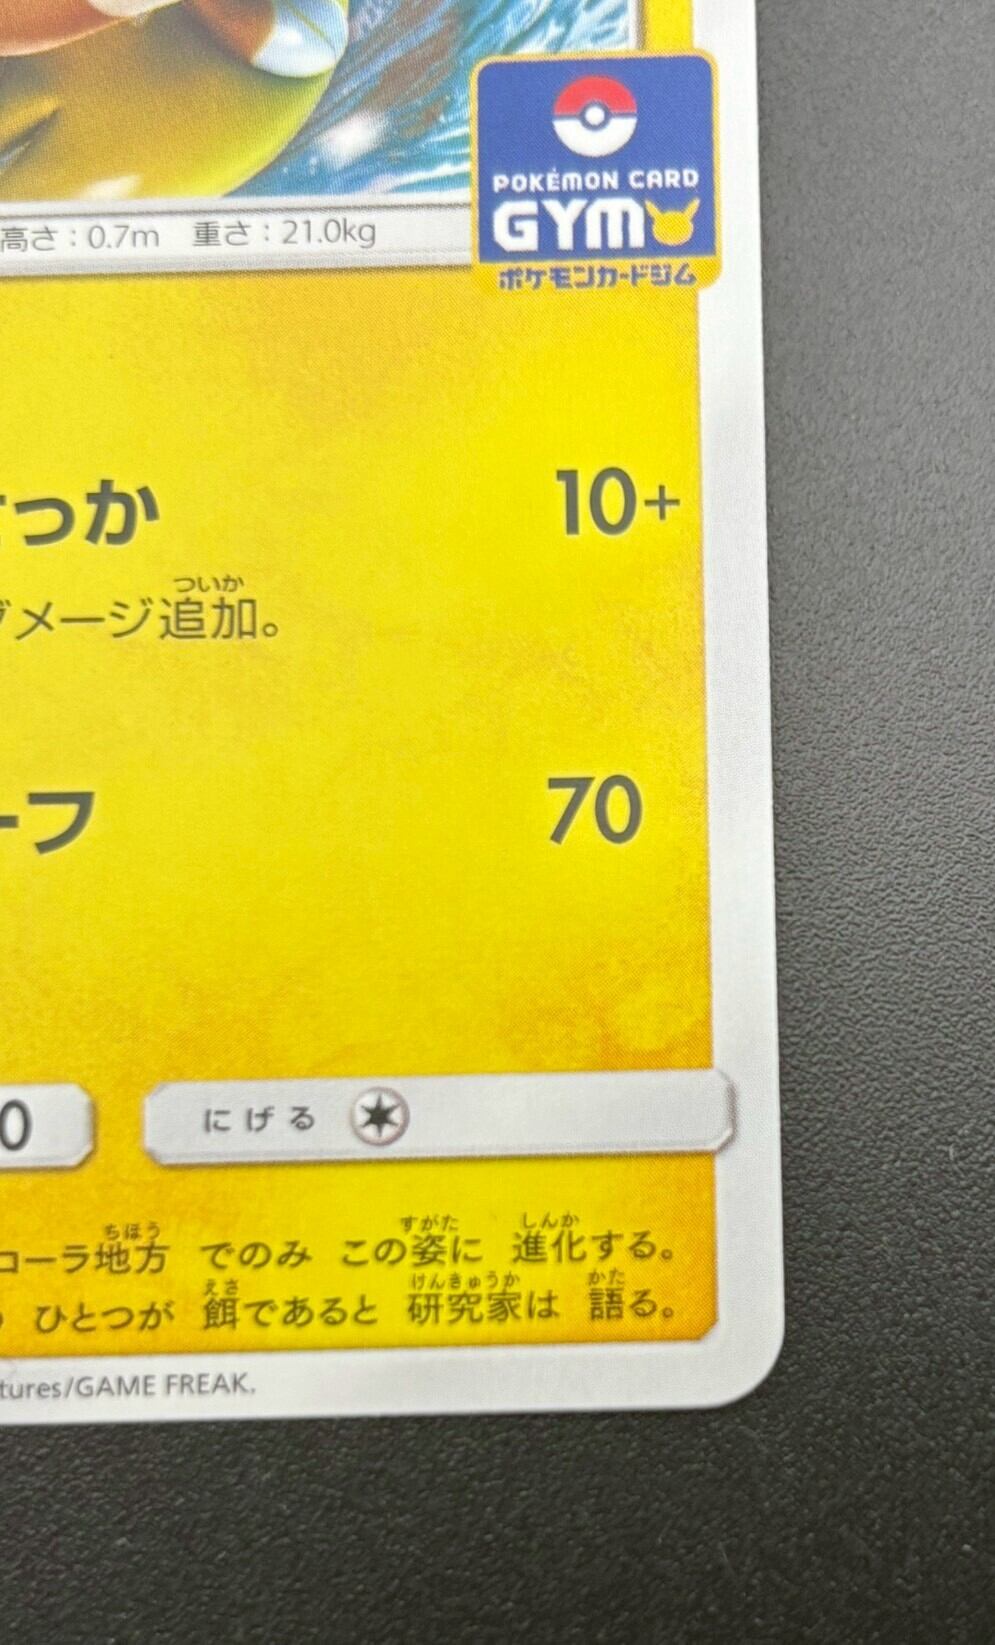 高さ：0.7m 重さ：21.0kg
POKÉMON CARD
GYM
ポケモンカードジム
っか 10+
ついか
ダメージ追加。
ーフ 70
0 にげる
ちほう すがた しんか
ローラ地方 でのみ この姿に 進化する。
えさ けんきゅうか かた
ひとつが 餌であると 研究家は 語る。
tures/GAME FREAK.